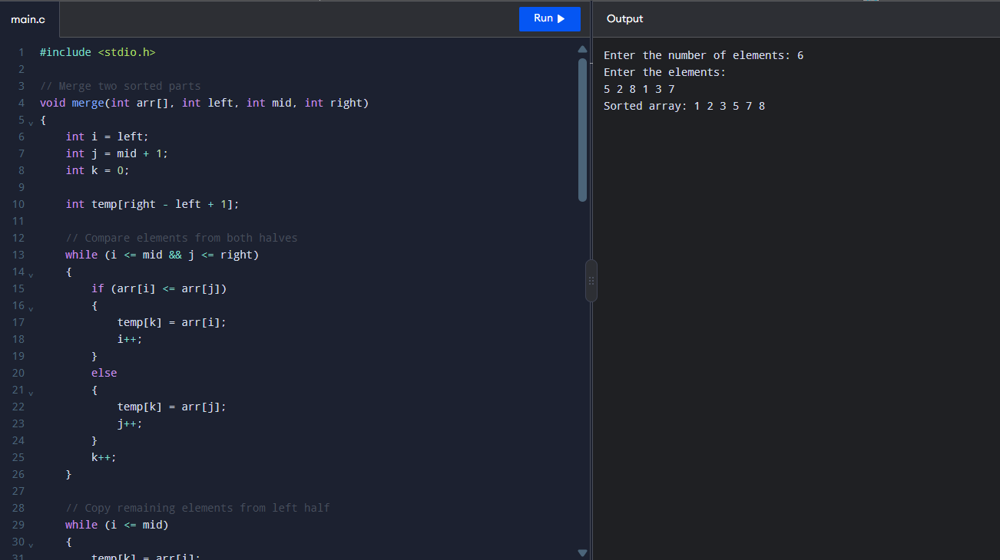 main.c
Run
Output
1 #include <stdio.h>
2
3 // Merge two sorted parts
4 void merge(int arr[], int left, int mid, int right)
5 {
6     int i = left;
7     int j = mid + 1;
8     int k = 0;
9
10     int temp[right - left + 1];
11
12     // Compare elements from both halves
13     while (i <= mid && j <= right)
14     {
15         if (arr[i] <= arr[j])
16         {
17             temp[k] = arr[i];
18             i++;
19         }
20         else
21         {
22             temp[k] = arr[j];
23             j++;
24         }
25         k++;
26     }
27
28     // Copy remaining elements from left half
29     while (i <= mid)
30     {
31         temp[k] = arr[i];
Enter the number of elements: 6
Enter the elements:
5 2 8 1 3 7
Sorted array: 1 2 3 5 7 8